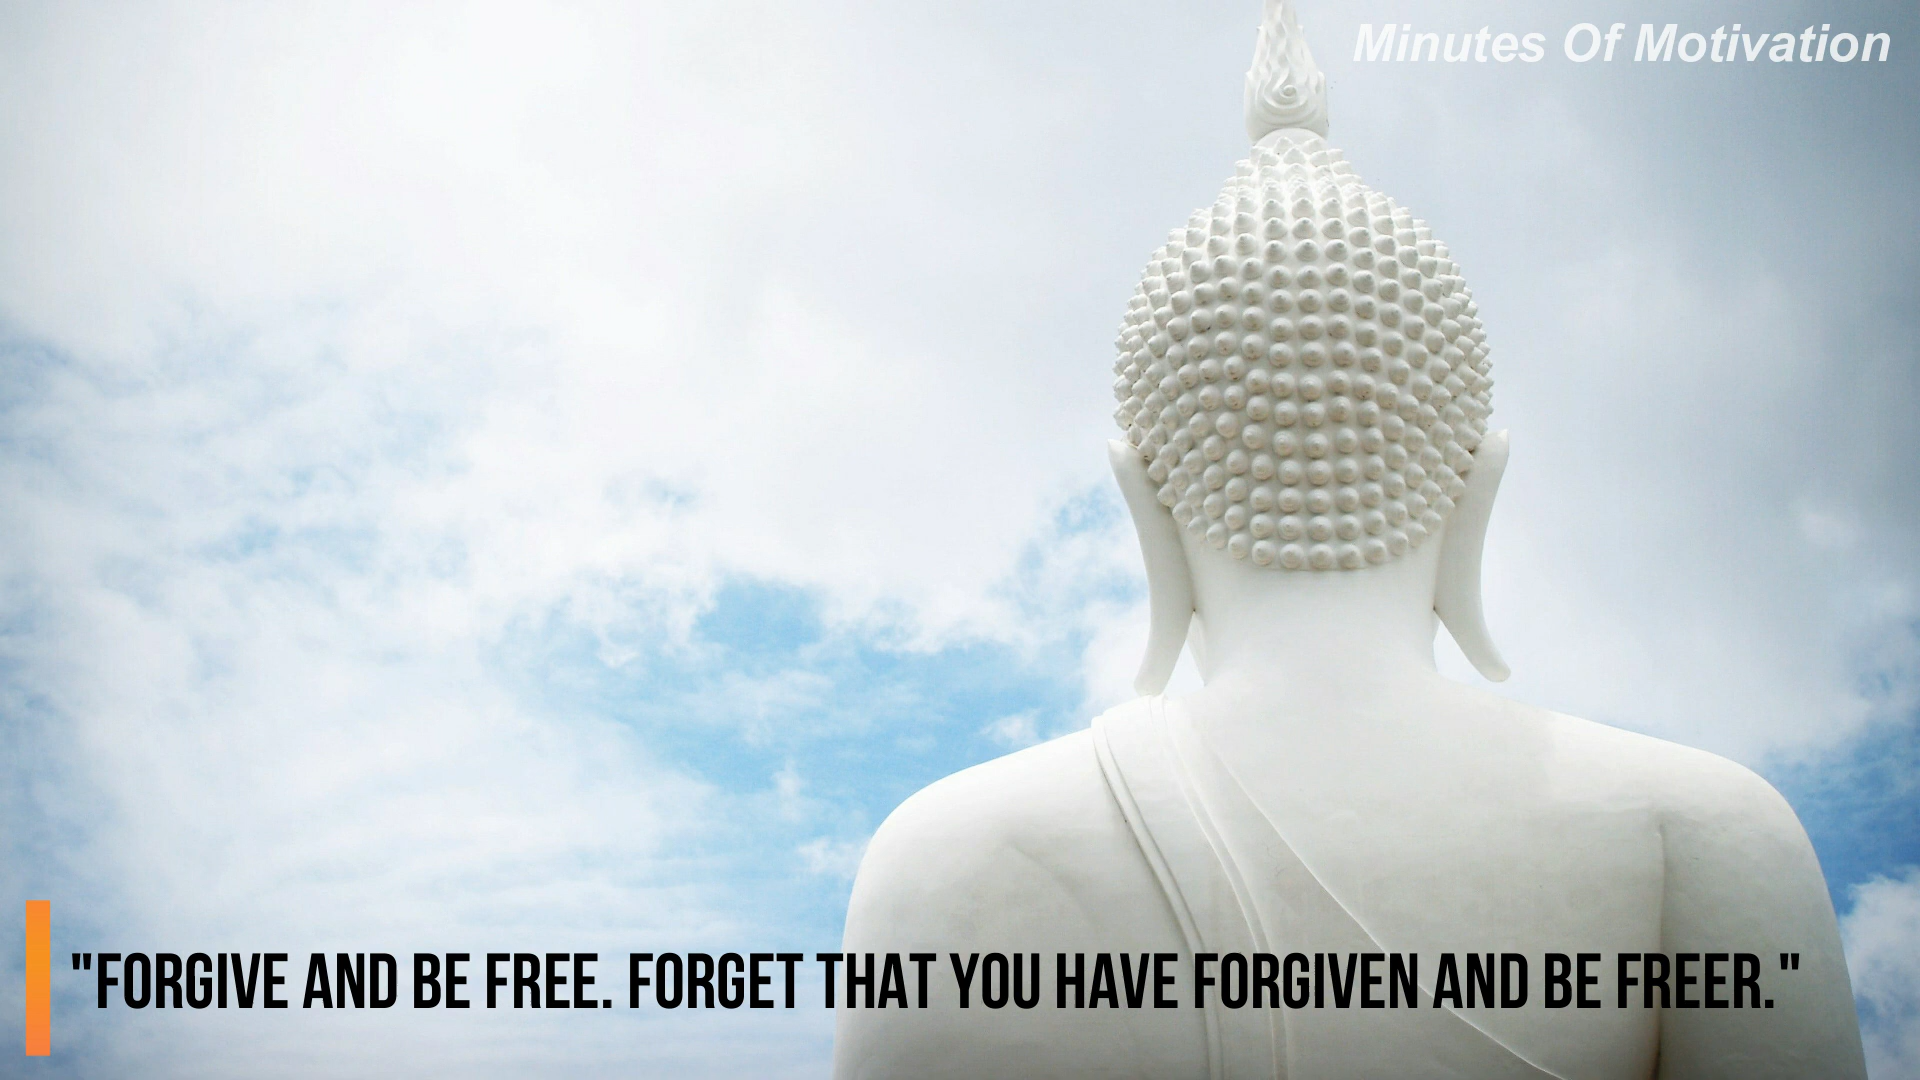 Minutes Of Motivation
"FORGIVE AND BE FREE. FORGET THAT YOU HAVE FORGIVEN AND BE FREER."